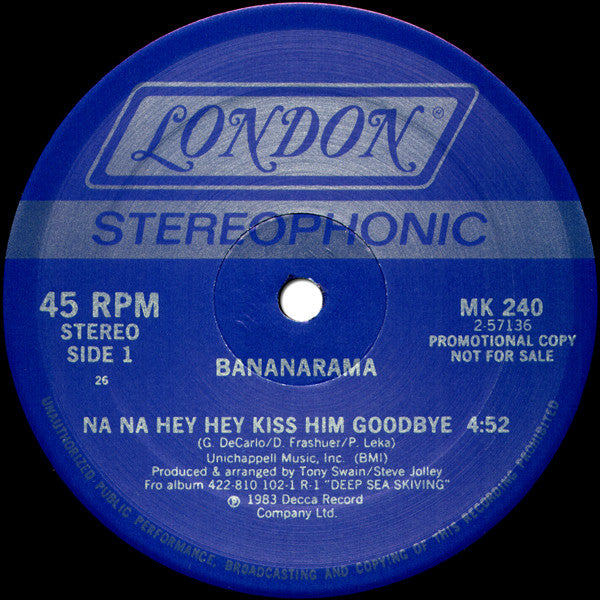 LONDON®
STEREOPHONIC
45 RPM
STEREO
SIDE 1
26
MK 240
2-57136
PROMOTIONAL COPY
NOT FOR SALE
BANANARAMA
NA NA HEY HEY KISS HIM GOODBYE 4:52
(G. DeCarlo/D. Frashuer/P. Leka)
Unichappell Music, Inc. (BMI)
Produced & arranged by Tony Swain/Steve Jolley
Fro album 422-810 102-1 R-1 "DEEP SEA SKIVING"
℗ 1983 Decca Record
Company Ltd.
UNAUTHORIZED PUBLIC PERFORMANCE, BROADCASTING AND COPYING OF THIS RECORDING PROHIBITED